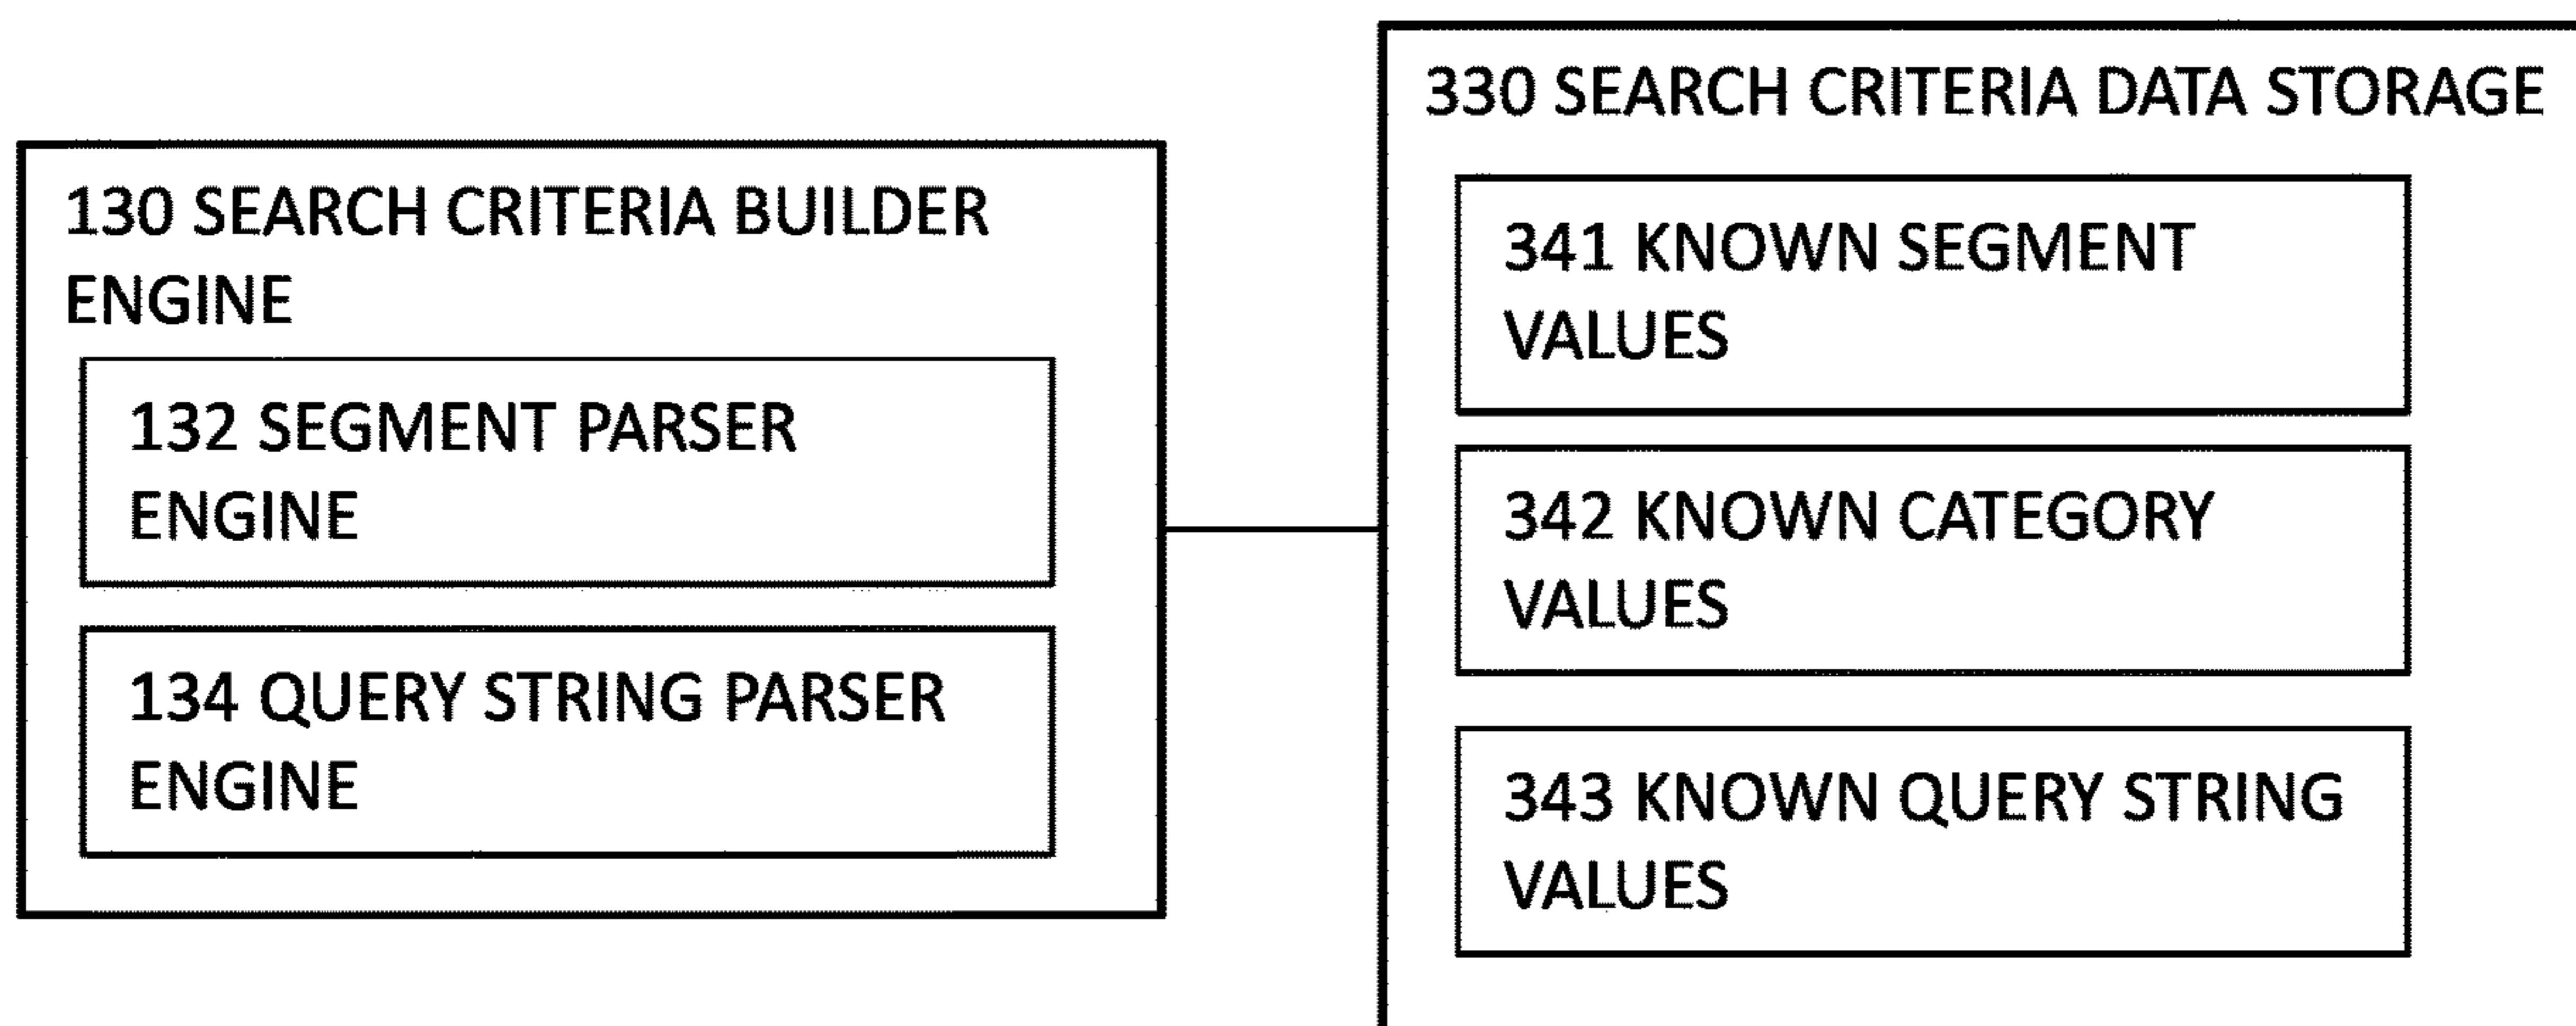 130 SEARCH CRITERIA BUILDER
ENGINE
132 SEGMENT PARSER
ENGINE
134 QUERY STRING PARSER
ENGINE
330 SEARCH CRITERIA DATA STORAGE
341 KNOWN SEGMENT
VALUES
342 KNOWN CATEGORY
VALUES
343 KNOWN QUERY STRING
VALUES